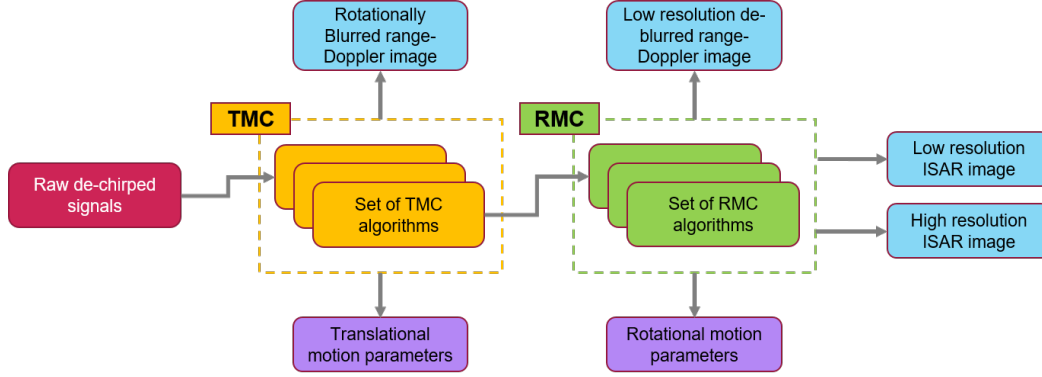 Rotationally
Blurred range-
Doppler image
Low resolution de-
blurred range-
Doppler image
TMC
RMC
Raw de-chirped
signals
Set of TMC
algorithms
Set of RMC
algorithms
Low resolution
ISAR image
High resolution
ISAR image
Translational
motion parameters
Rotational motion
parameters